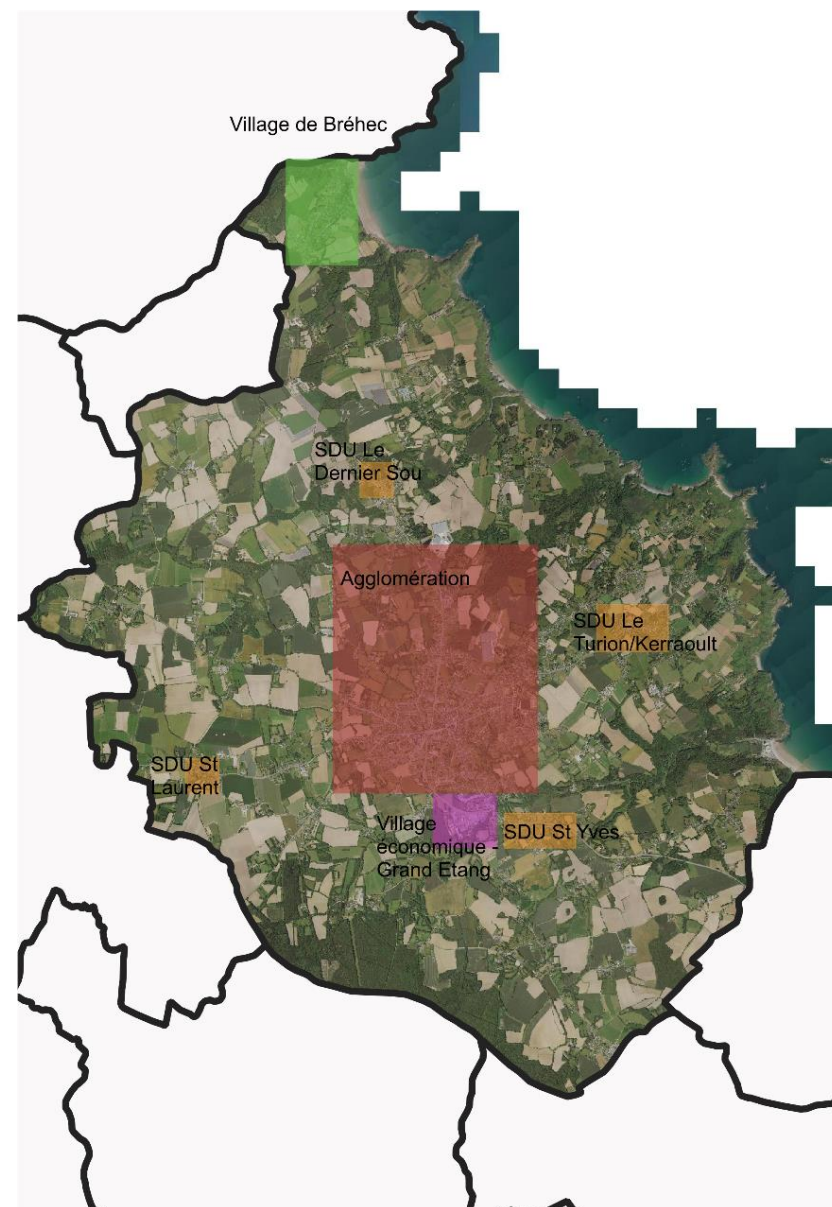 Village de Bréhec
SDU Le
Dernier Sou
Agglomération
SDU Le
Turion/Kerraoult
SDU St
Laurent
Village
économique -
Grand Etang
SDU St Yves